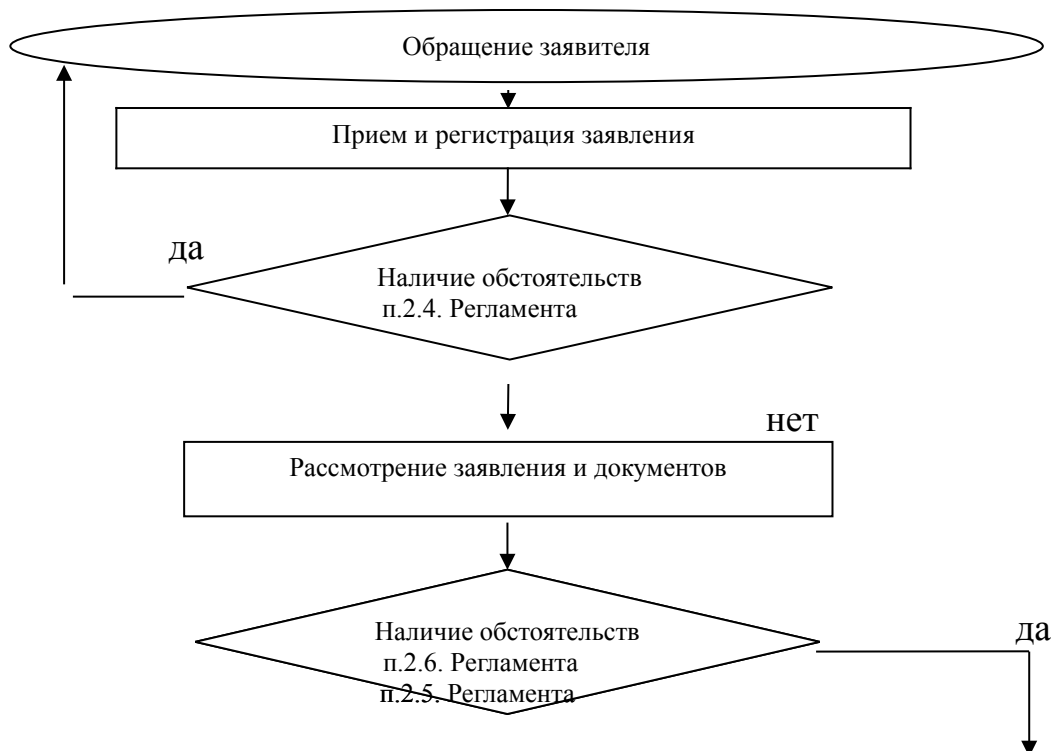 Обращение заявителя
Прием и регистрация заявления
да
Наличие обстоятельств
п.2.4. Регламента
нет
Рассмотрение заявления и документов
Наличие обстоятельств
п.2.6. Регламента
п.2.5. Регламента
да